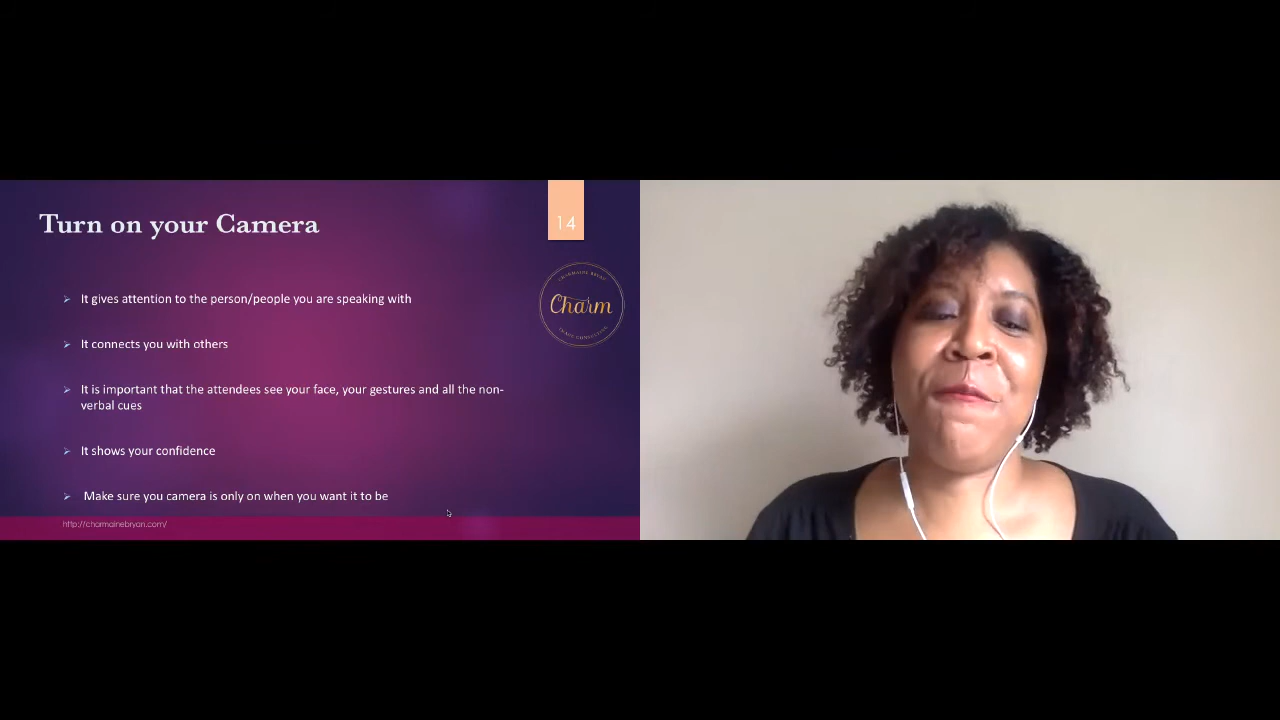 Turn on your Camera
14
It gives attention to the person/people you are speaking with
CHARMAINE BRYAN
Charm
It connects you with others
It is important that the attendees see your face, your gestures and all the non-
verbal cues
It shows your confidence
Make sure you camera is only on when you want it to be
http://charmainebryan.com/